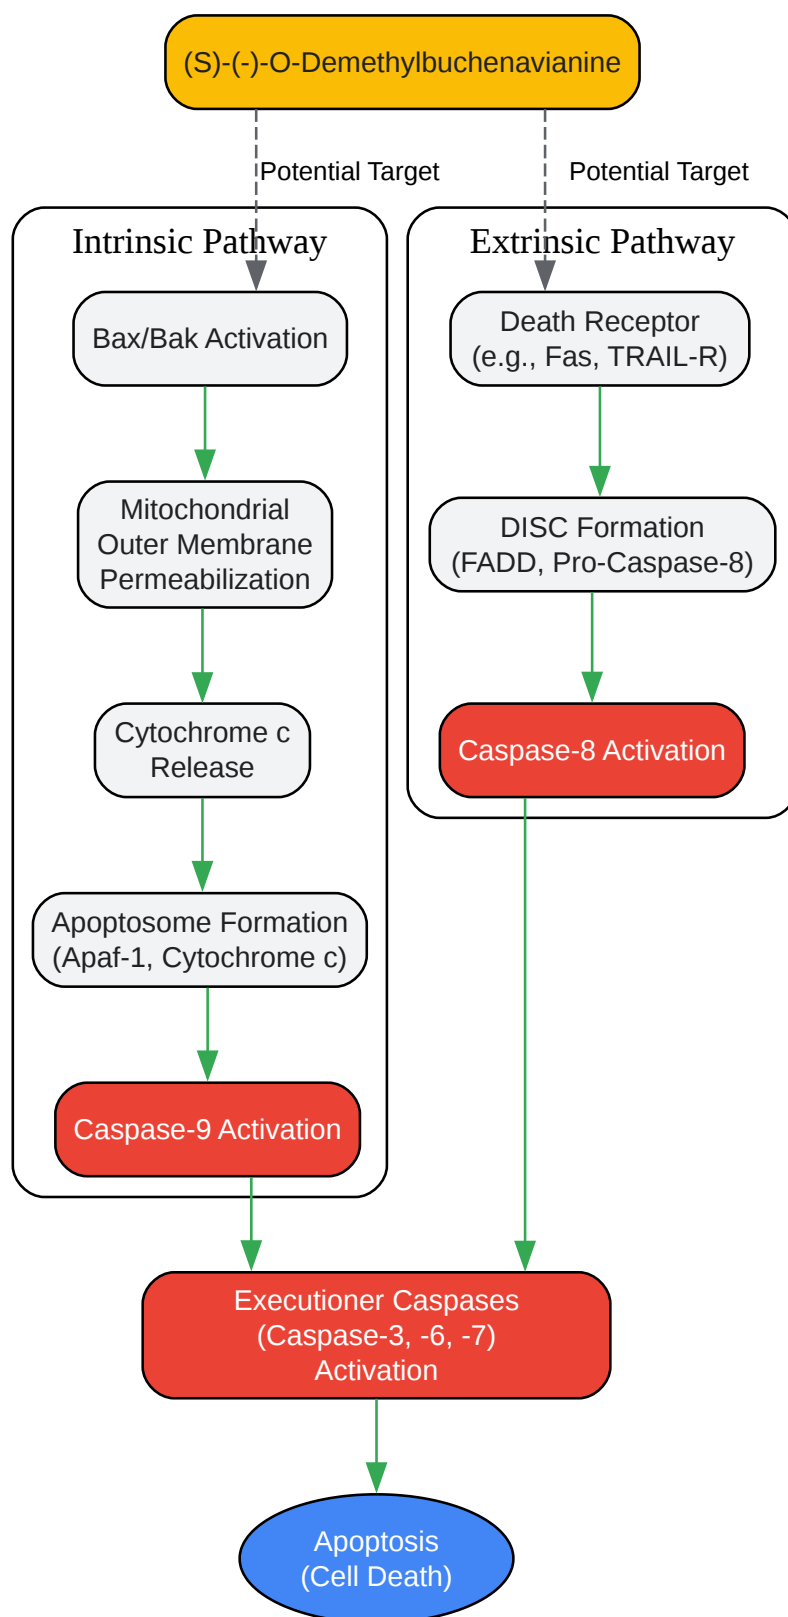 (S)-(-)-O-Demethylbuchenavianine
Potential Target
Potential Target
Intrinsic Pathway
Extrinsic Pathway
Bax/Bak Activation
Death Receptor
(e.g., Fas, TRAIL-R)
Mitochondrial
Outer Membrane
Permeabilization
DISC Formation
(FADD, Pro-Caspase-8)
Cytochrome c
Release
Caspase-8 Activation
Apoptosome Formation
(Apaf-1, Cytochrome c)
Caspase-9 Activation
Executioner Caspases
(Caspase-3, -6, -7)
Activation
Apoptosis
(Cell Death)